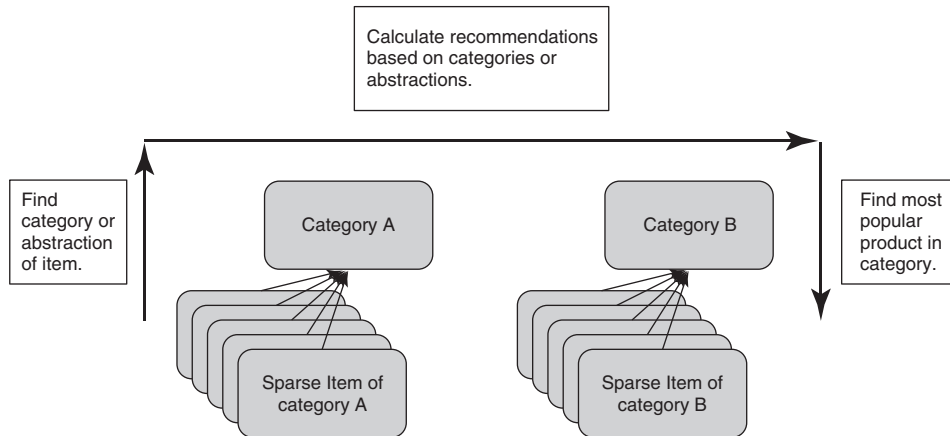 Calculate recommendations
based on categories or
abstractions.
Find
category or
abstraction
of item.
Category A
Category B
Find most
popular
product in
category.
Sparse Item of
category A
Sparse Item of
category B